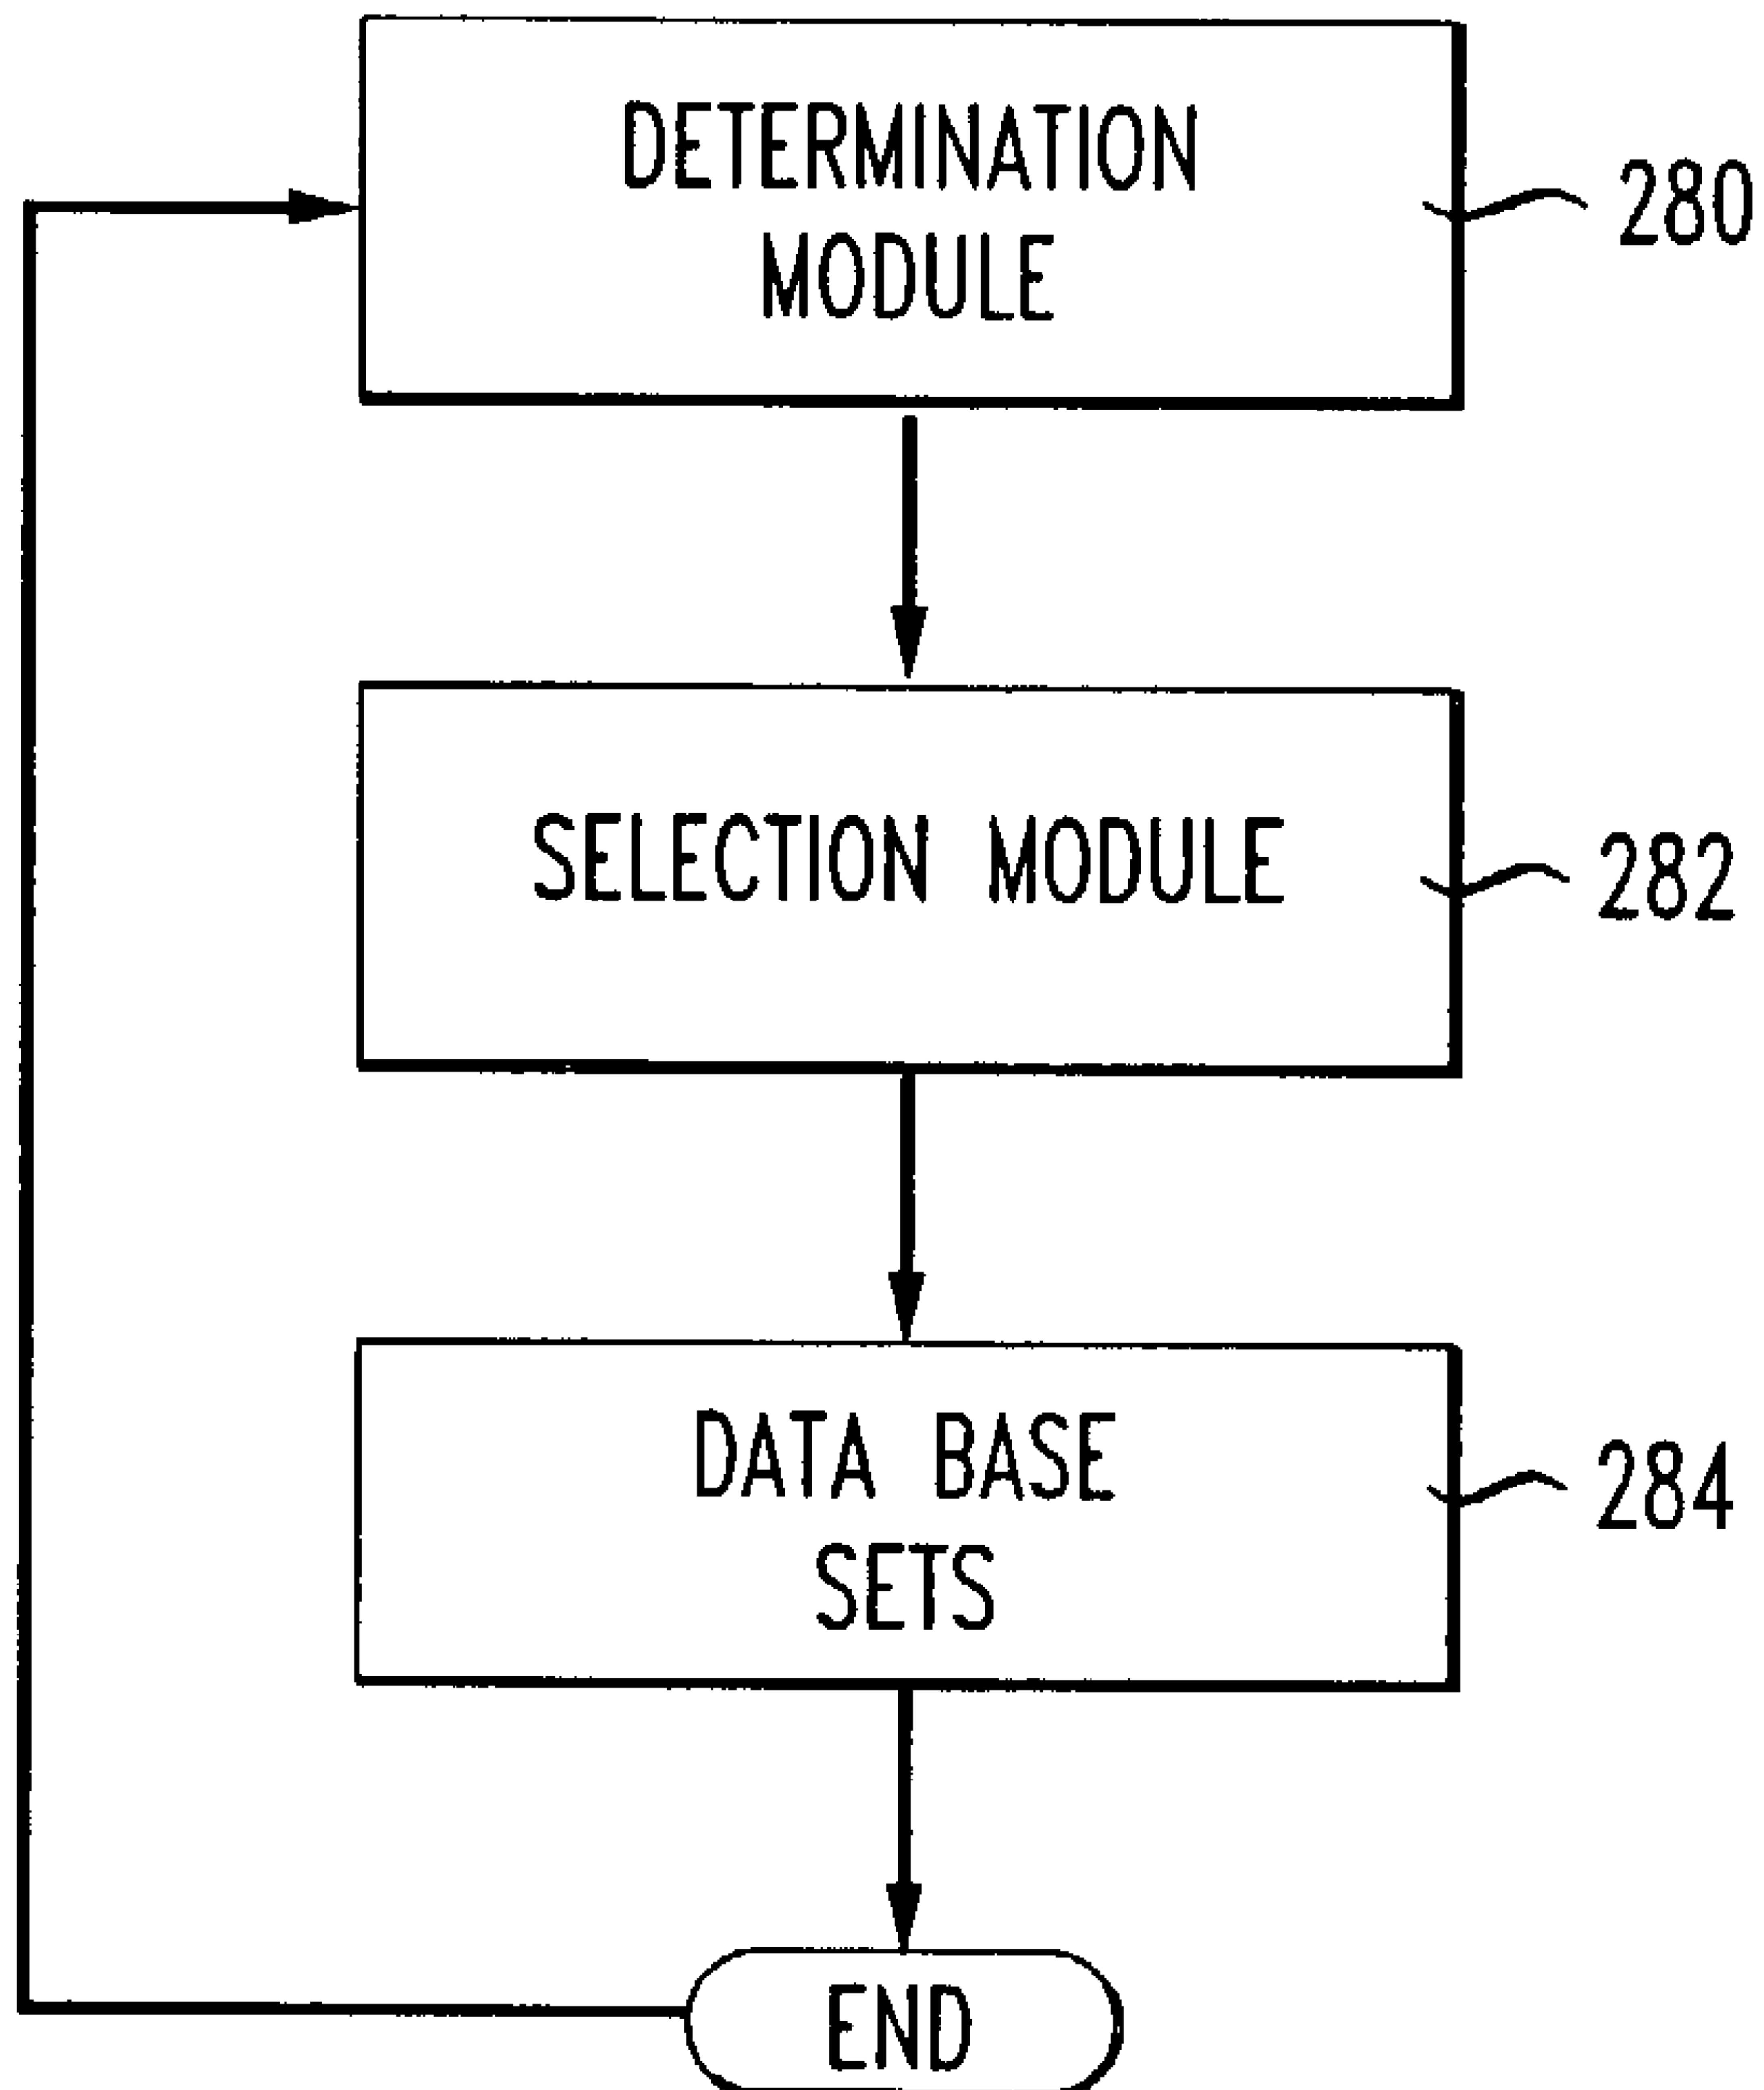 DETERMINATION
MODULE
280
SELECTION MODULE
282
DATA BASE
SETS
284
END